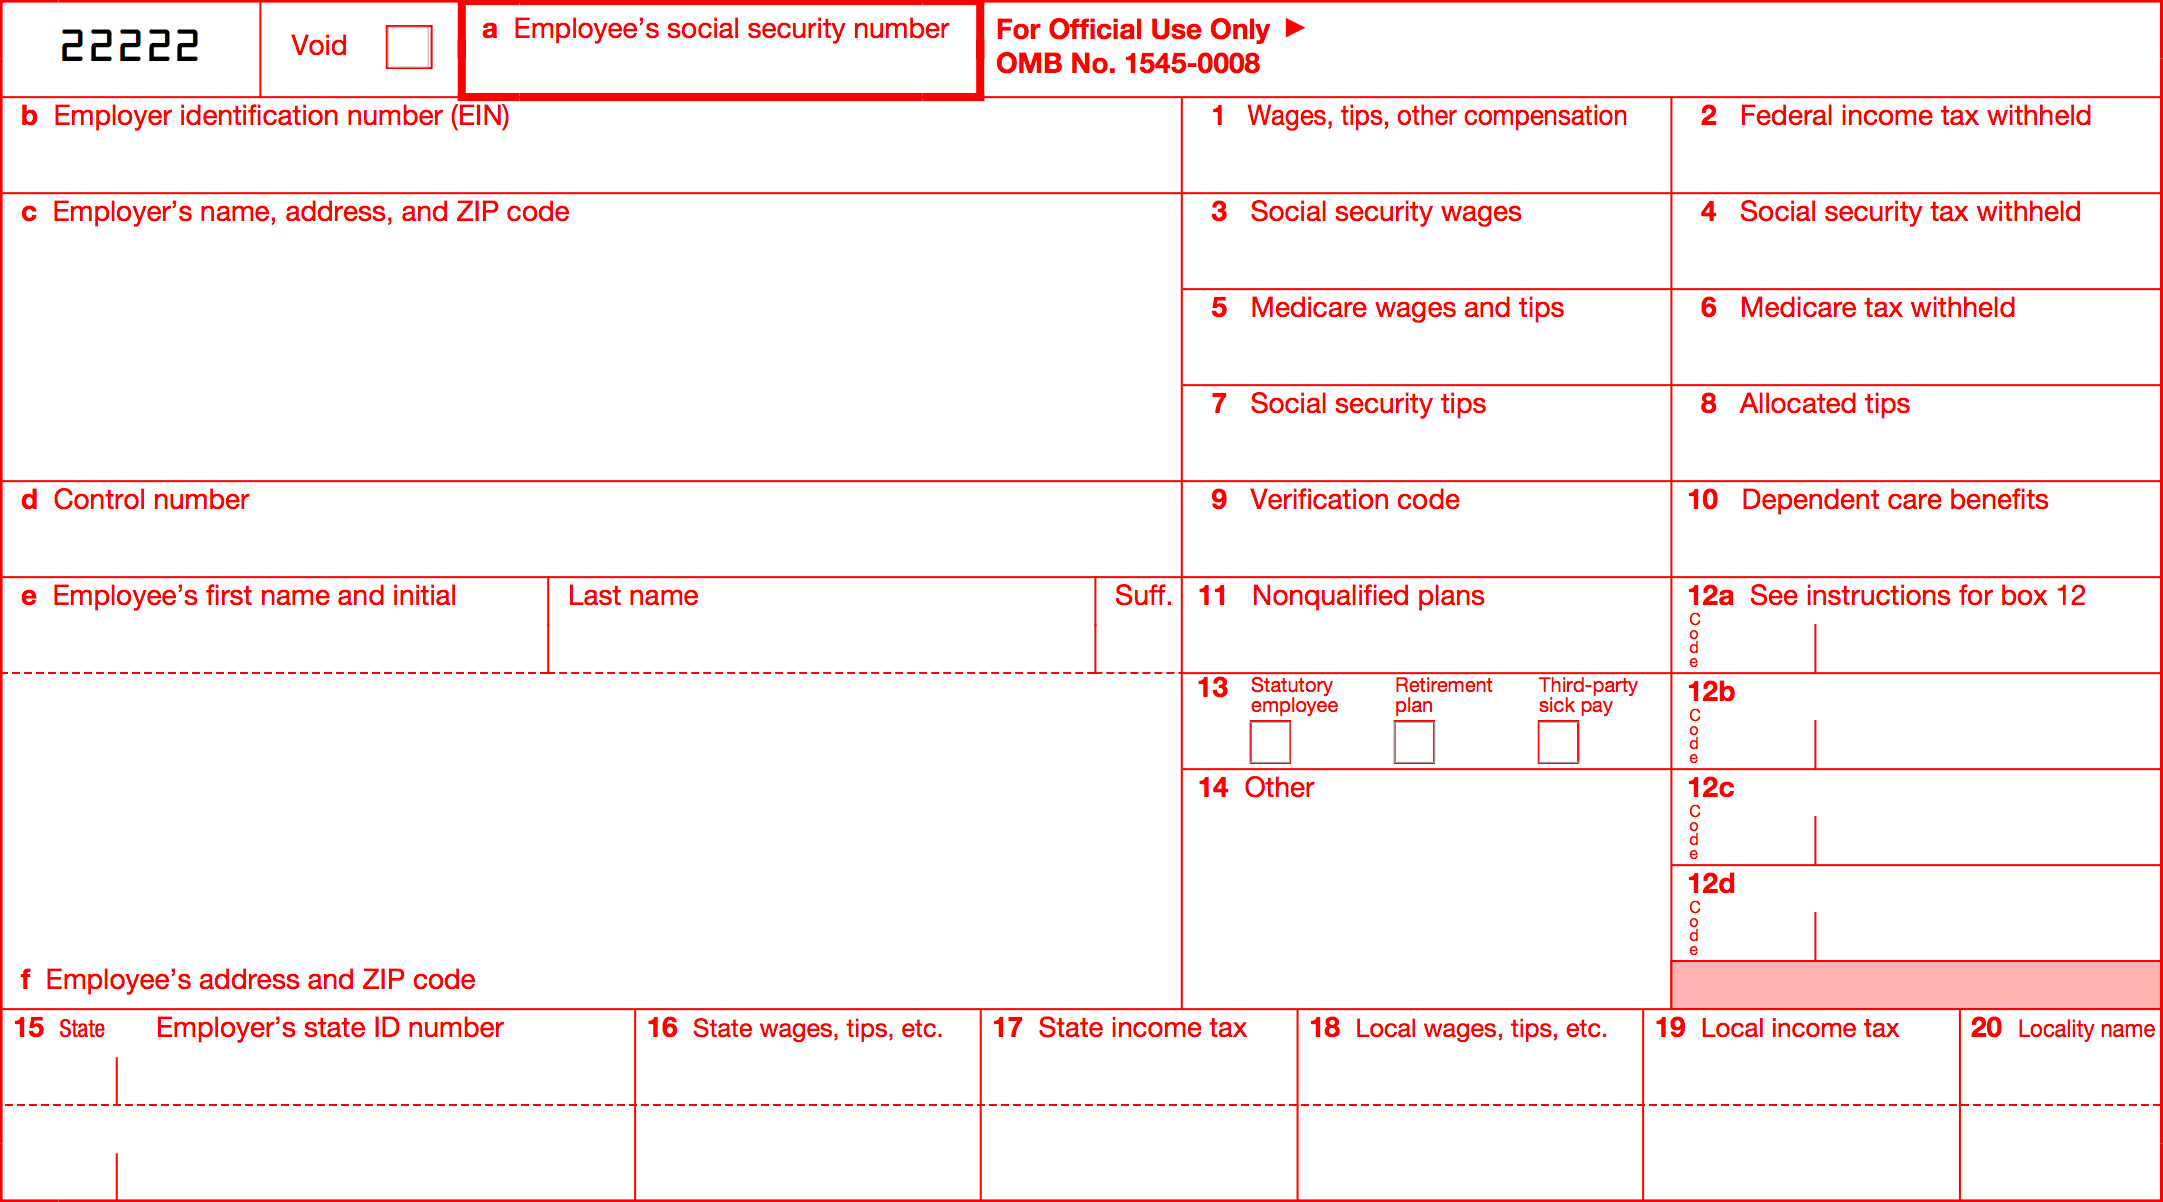 22222
Void
a Employee’s social security number
For Official Use Only ►
OMB No. 1545-0008
b Employer identification number (EIN)
1 Wages, tips, other compensation
2 Federal income tax withheld
c Employer’s name, address, and ZIP code
3 Social security wages
4 Social security tax withheld
5 Medicare wages and tips
6 Medicare tax withheld
7 Social security tips
8 Allocated tips
d Control number
9 Verification code
10 Dependent care benefits
e Employee’s first name and initial
Last name
Suff.
11 Nonqualified plans
12a See instructions for box 12
Code
13 Statutory
employee
Retirement
plan
Third-party
sick pay
12b
Code
14 Other
12c
Code
12d
Code
f Employee’s address and ZIP code
15 State
Employer’s state ID number
16 State wages, tips, etc.
17 State income tax
18 Local wages, tips, etc.
19 Local income tax
20 Locality name